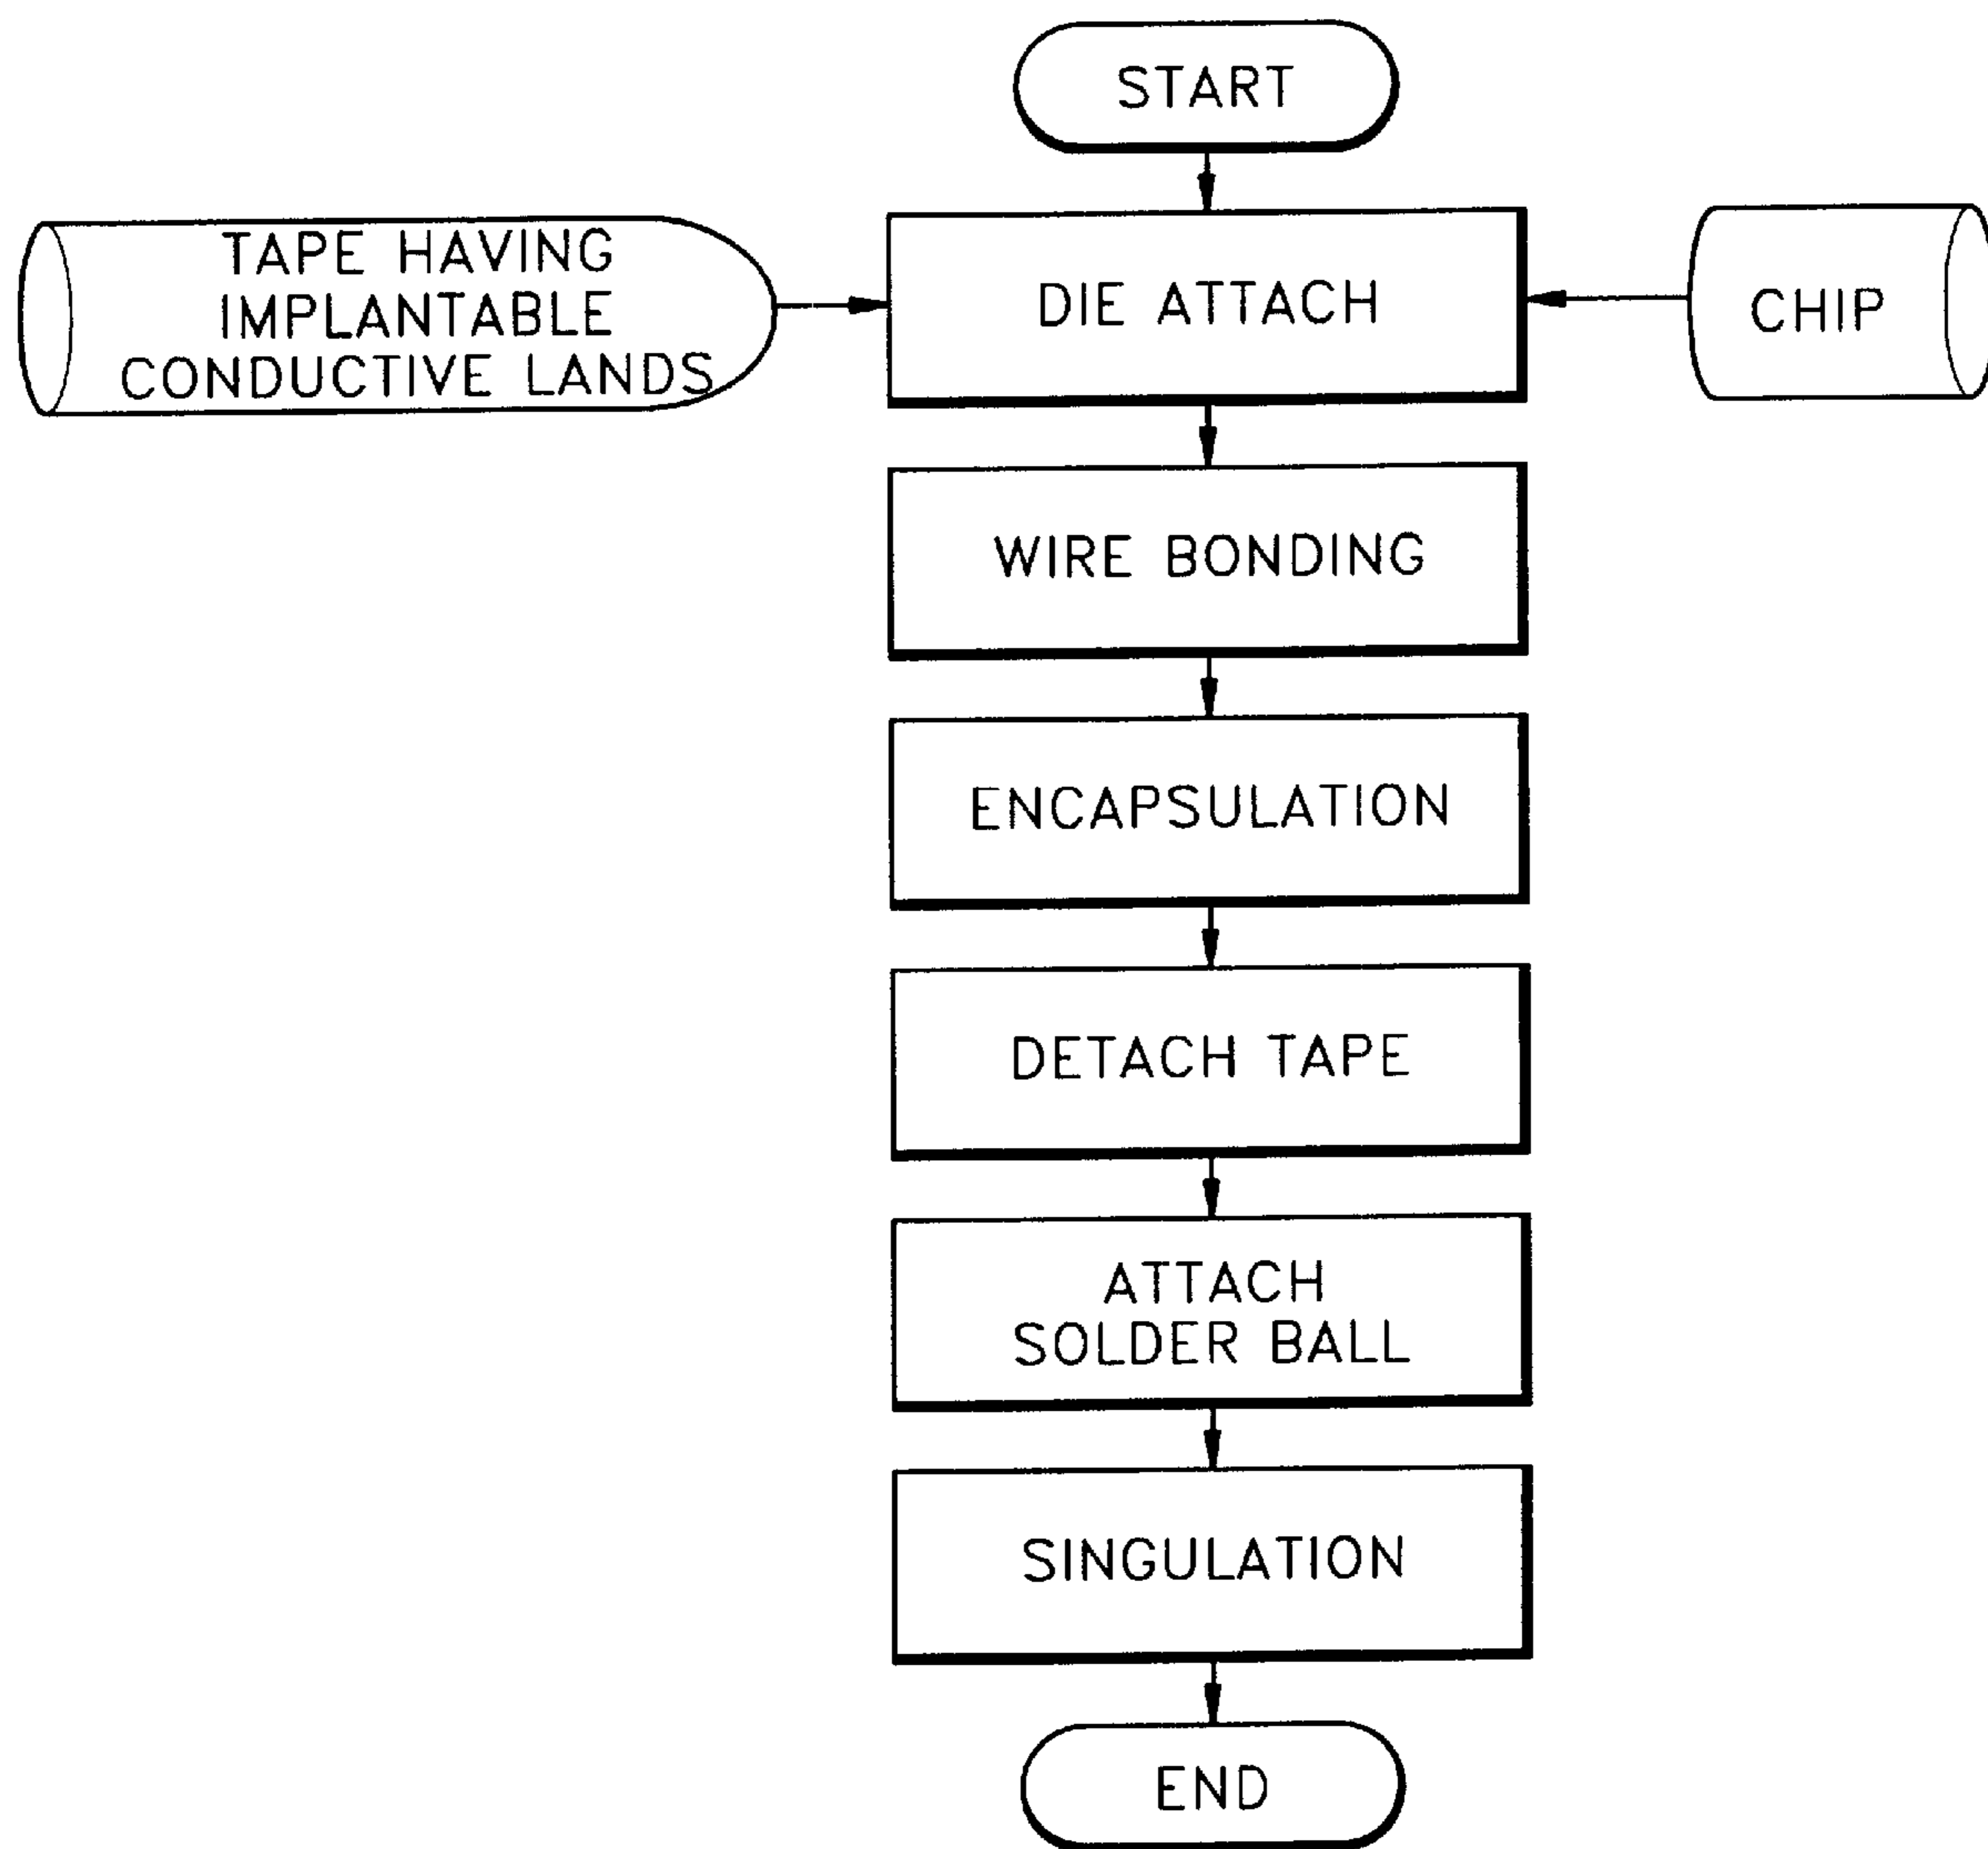 START
TAPE HAVING
IMPLANTABLE
CONDUCTIVE LANDS
DIE ATTACH
CHIP
WIRE BONDING
ENCAPSULATION
DETACH TAPE
ATTACH
SOLDER BALL
SINGULATION
END